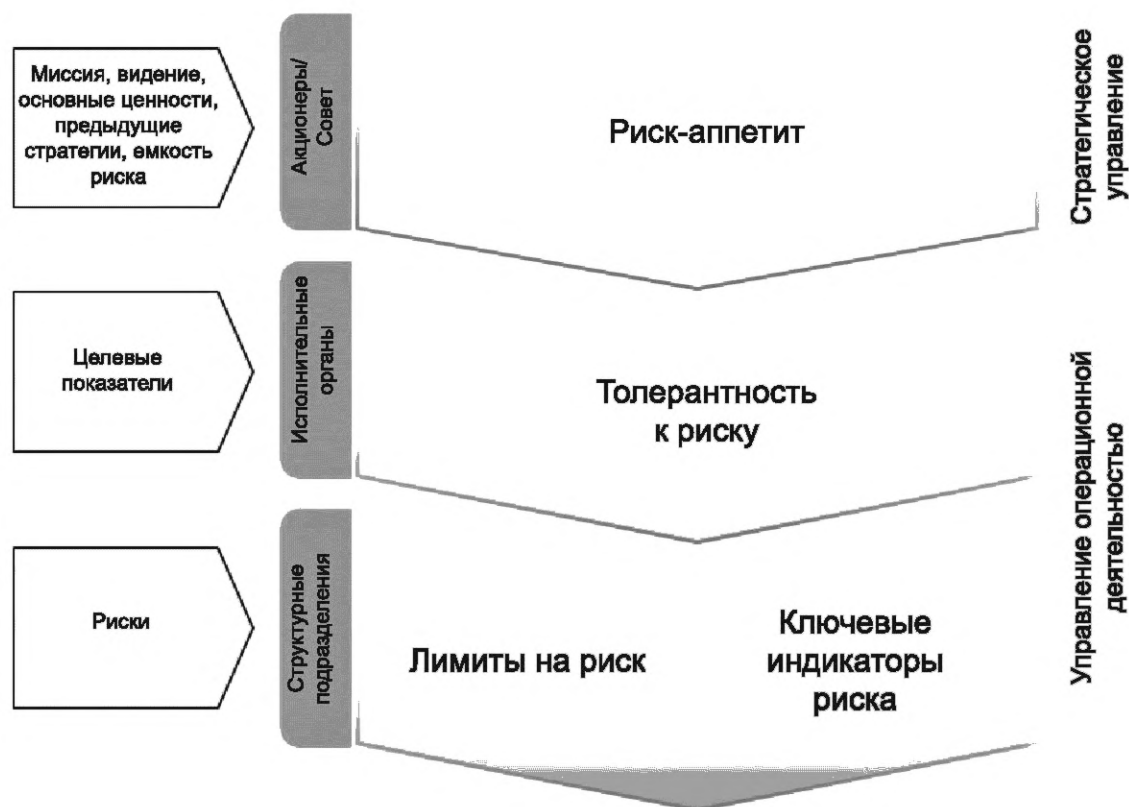 Миссия, видение,
основные ценности,
предыдущие
стратегии, емкость
риска
Акционеры/
Совет
Риск-аппетит
Стратегическое
управление
Целевые
показатели
Исполнительные
органы
Толерантность
к риску
Управление операционной
деятельностью
Риски
Структурные
подразделения
Лимиты на риск
Ключевые
индикаторы
риска